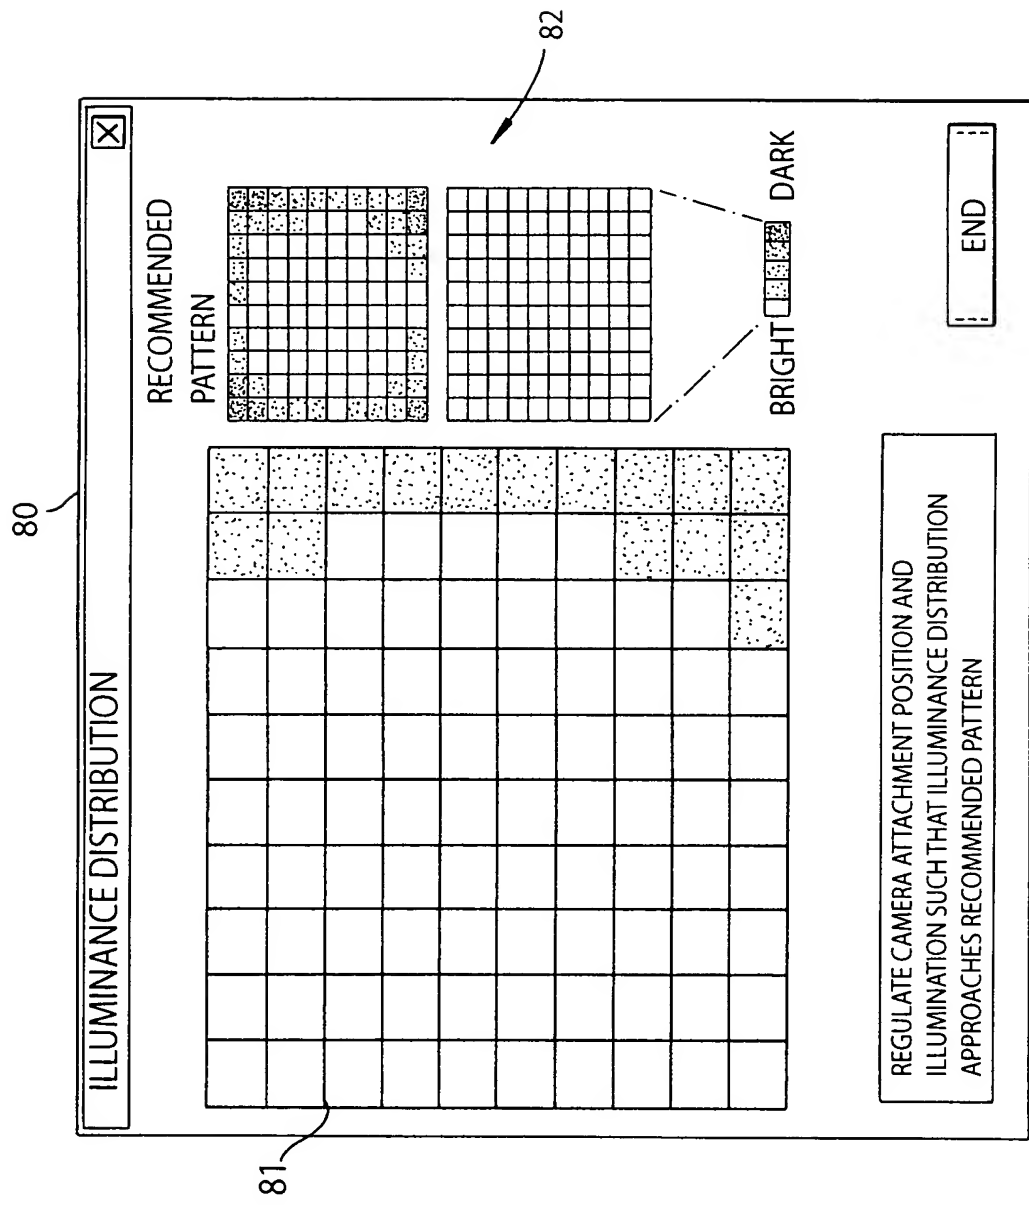 80
ILLUMINANCE DISTRIBUTION
RECOMMENDED
PATTERN
82
81
BRIGHT
DARK
REGULATE CAMERA ATTACHMENT POSITION AND
ILLUMINATION SUCH THAT ILLUMINANCE DISTRIBUTION
APPROACHES RECOMMENDED PATTERN
END